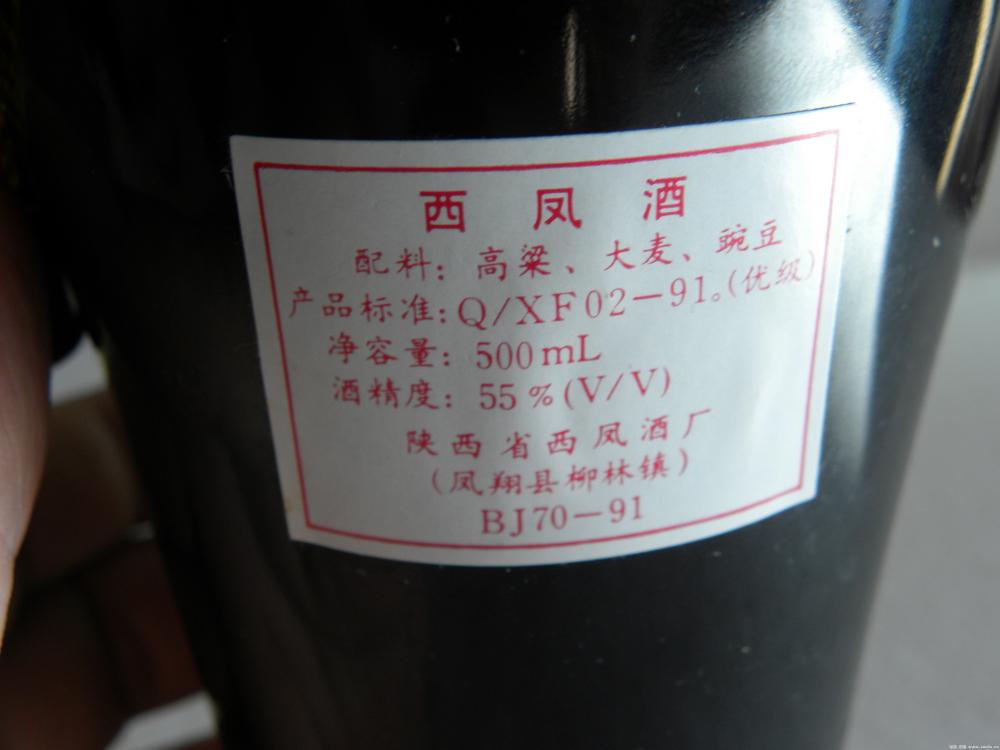 西凤酒
配料：高粱、大麦、豌豆
产品标准：Q/XF02－91。(优级)
净容量：500mL
酒精度：55％(V/V)
陕西省西凤酒厂
(凤翔县柳林镇)
BJ70－91